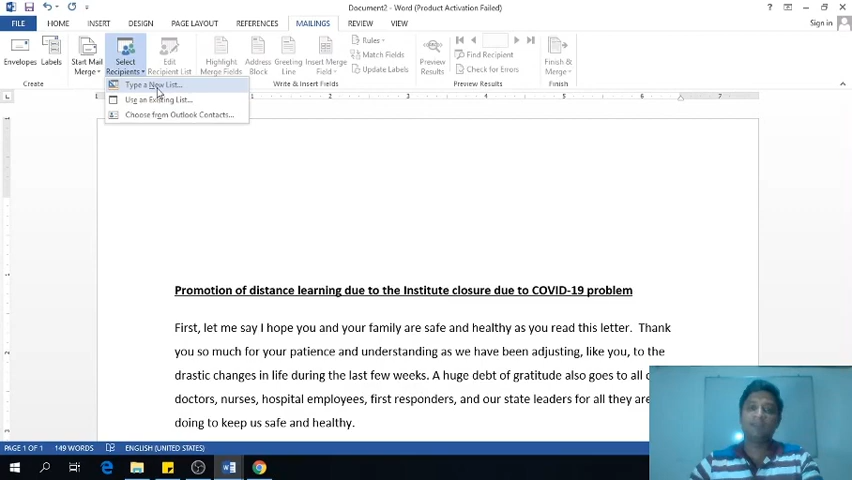 Document2 - Word (Product Activation Failed)
FILE HOME INSERT DESIGN PAGE LAYOUT REFERENCES MAILINGS REVIEW VIEW Sign in
Envelopes Labels
Start Mail Merge
Select Recipients
Edit Recipient List
Highlight Merge Fields
Address Block
Greeting Line
Insert Merge Field
Rules
Match Fields
Update Labels
Preview Results
Find Recipient
Check for Errors
Finish & Merge
Create Write & Insert Fields Preview Results Finish
Type a New List...
Use an Existing List...
Choose from Outlook Contacts...
1 2 3 4 5 6 7
Promotion of distance learning due to the Institute closure due to COVID-19 problem
First, let me say I hope you and your family are safe and healthy as you read this letter. Thank
you so much for your patience and understanding as we have been adjusting, like you, to the
drastic changes in life during the last few weeks. A huge debt of gratitude also goes to all
doctors, nurses, hospital employees, first responders, and our state leaders for all they are
doing to keep us safe and healthy.
PAGE 1 OF 1 149 WORDS ENGLISH (UNITED STATES)